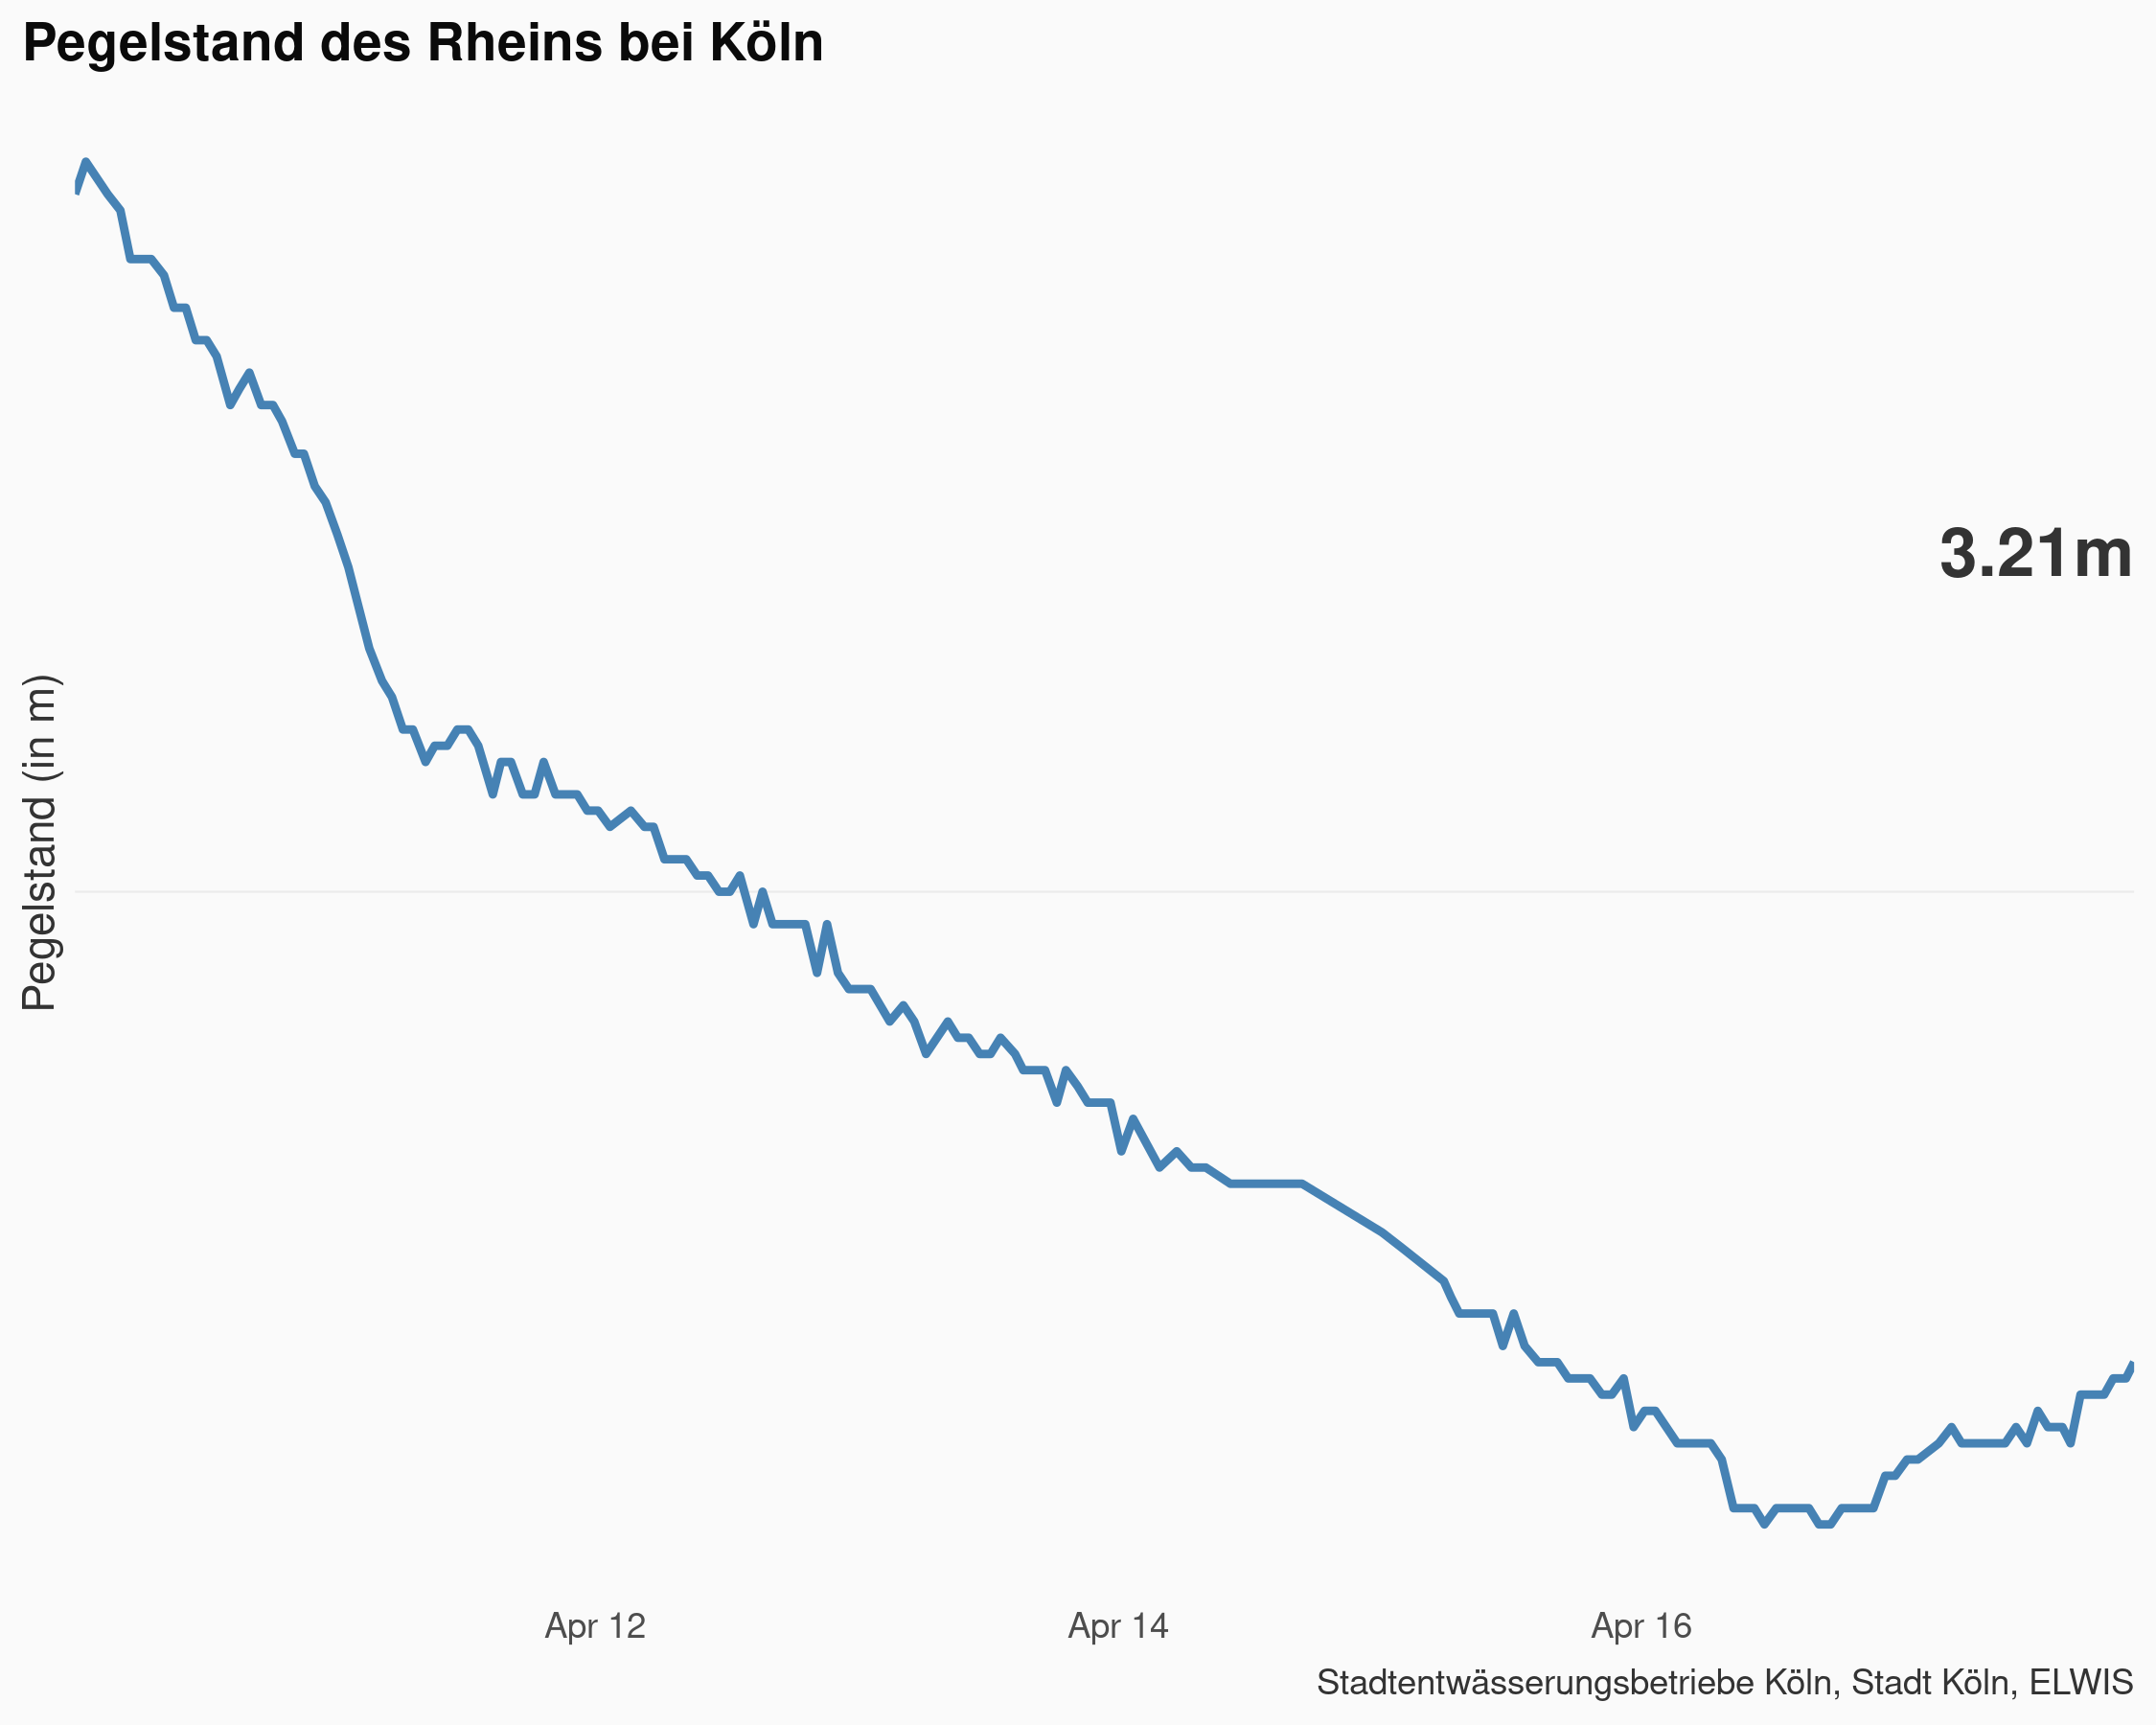 Pegelstand des Rheins bei Köln
3.21m
Pegelstand (in m)
Apr 12
Apr 14
Apr 16
Stadtentwässerungsbetriebe Köln, Stadt Köln, ELWIS